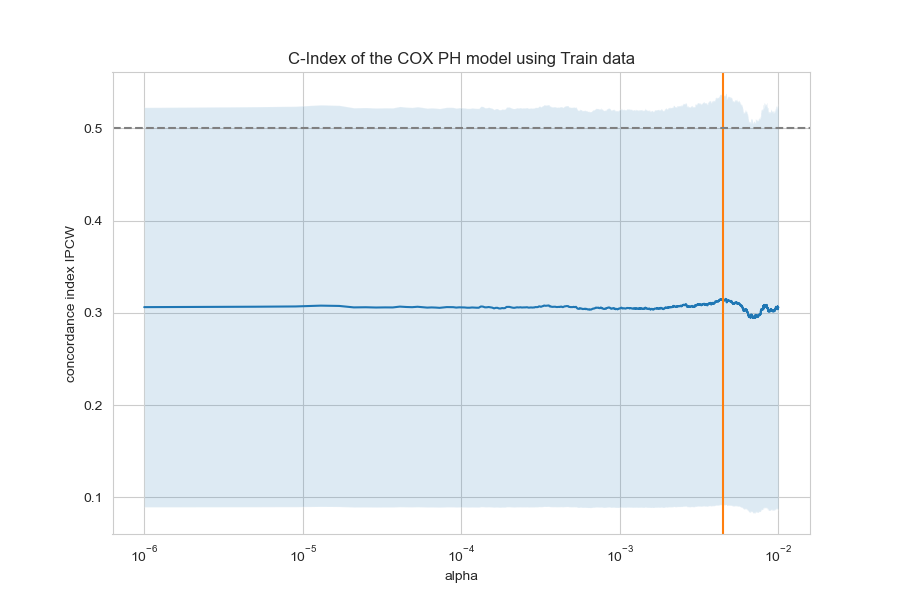 C-Index of the COX PH model using Train data
concordance index IPCW
0.5
0.4
0.3
0.2
0.1
10⁻⁶ 10⁻⁵ 10⁻⁴ 10⁻³ 10⁻²
alpha